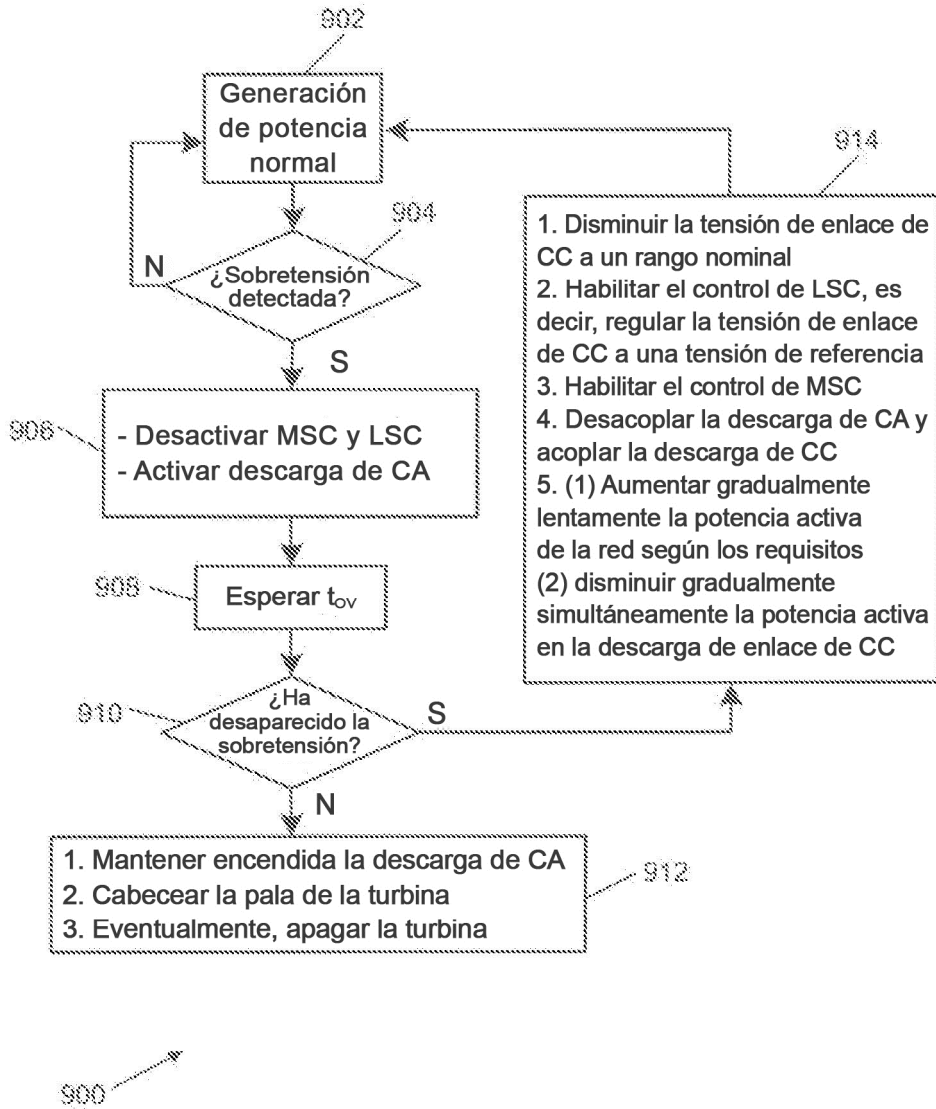 902
Generación
de potencia
normal
904
N
¿Sobretensión
detectada?
S
906
- Desactivar MSC y LSC
- Activar descarga de CA
908
Esperar tov
910
¿Ha
desaparecido la
sobretensión?
S
N
1. Mantener encendida la descarga de CA
2. Cabecear la pala de la turbina
3. Eventualmente, apagar la turbina
912
914
1. Disminuir la tensión de enlace de
CC a un rango nominal
2. Habilitar el control de LSC, es
decir, regular la tensión de enlace
de CC a una tensión de referencia
3. Habilitar el control de MSC
4. Desacoplar la descarga de CA y
acoplar la descarga de CC
5. (1) Aumentar gradualmente
lentamente la potencia activa
de la red según los requisitos
(2) disminuir gradualmente
simultáneamente la potencia activa
en la descarga de enlace de CC
900